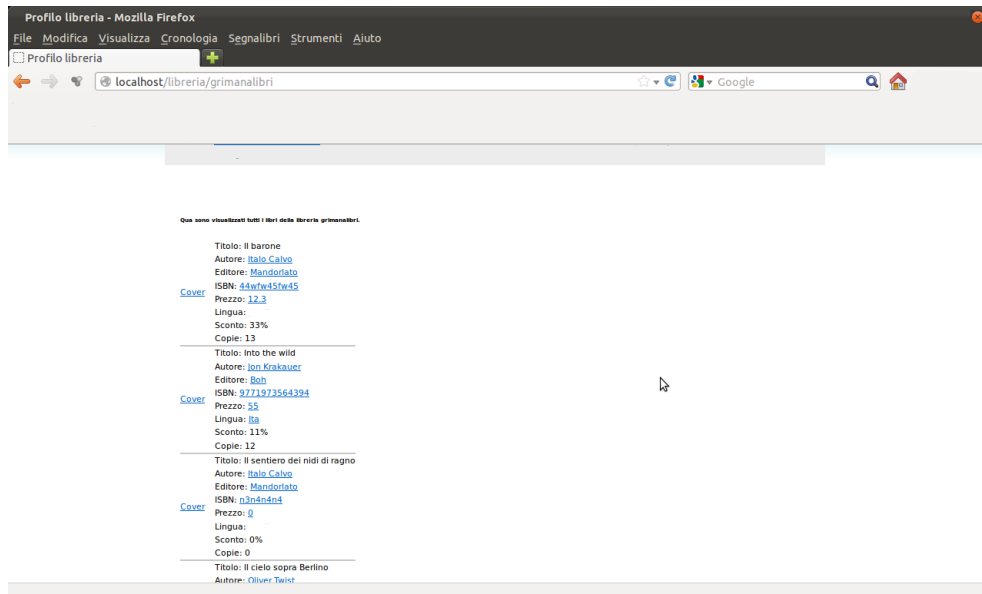 Profilo libreria - Mozilla Firefox
File Modifica Visualizza Cronologia Segnalibri Strumenti Aiuto
Profilo libreria
localhost/libreria/grimanalibri
Google
Qua sono visualizzati tutti i libri della libreria grimanalibri.
Titolo: Il barone
Autore: Italo Calvo
Editore: Mandorlato
ISBN: 44wfw45fw45
Cover
Prezzo: 12.3
Lingua:
Sconto: 33%
Copie: 13
Titolo: Into the wild
Autore: Jon Krakauer
Editore: Boh
ISBN: 9771973564394
Cover
Prezzo: 55
Lingua: Ita
Sconto: 11%
Copie: 12
Titolo: Il sentiero dei nidi di ragno
Autore: Italo Calvo
Editore: Mandorlato
ISBN: n3n4n4n4
Cover
Prezzo: 0
Lingua:
Sconto: 0%
Copie: 0
Titolo: Il cielo sopra Berlino
Autore: Oliver Twist